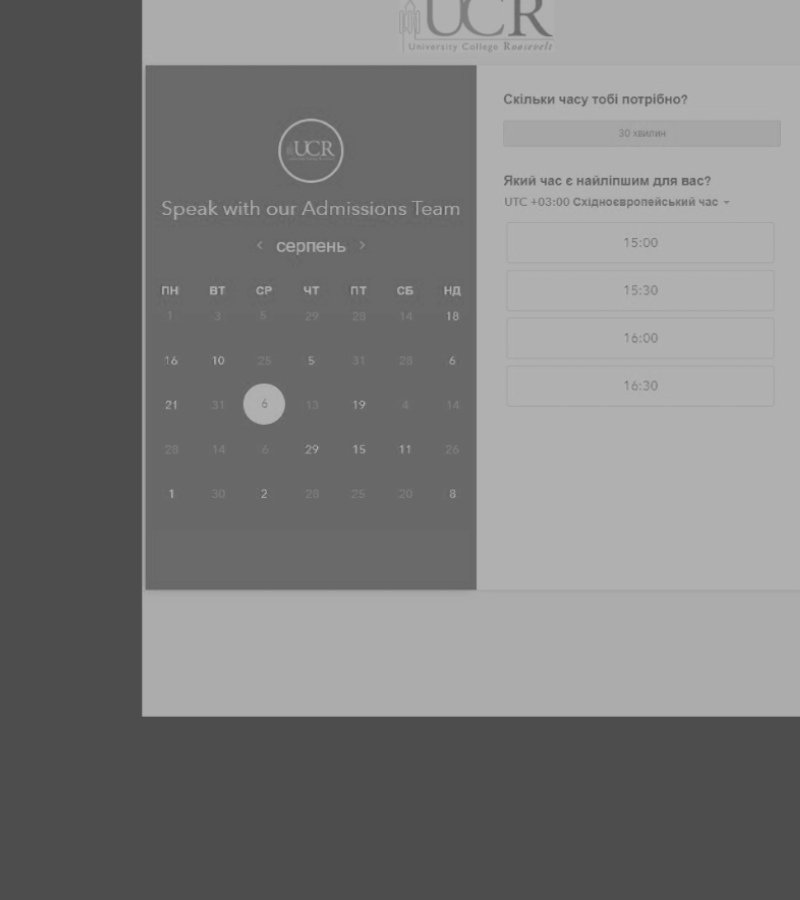 UCR
University College Roosevelt
UCR
Speak with our Admissions Team
< серпень >
ПН ВТ СР ЧТ ПТ СБ НД
1 3 5 29 28 14 18
16 10 25 5 31 28 6
21 31 6 13 19 4 14
28 14 6 29 15 11 26
1 30 2 28 25 20 8
Скільки часу тобі потрібно?
30 хвилин
Який час є найліпшим для вас?
UTC +03:00 Східноєвропейський час
15:00
15:30
16:00
16:30